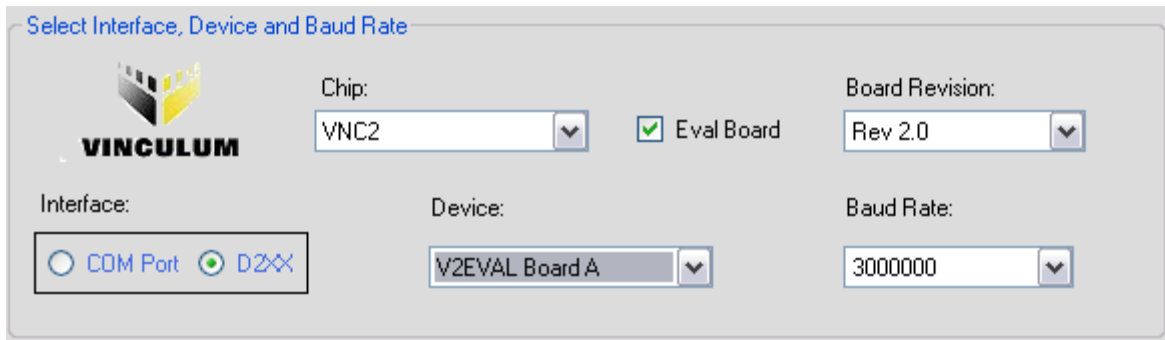 Select Interface, Device and Baud Rate
Chip:
Board Revision:
VINCULUM
VNC2
Eval Board
Rev 2.0
Interface:
Device:
Baud Rate:
COM Port
D2XX
V2EVAL Board A
3000000